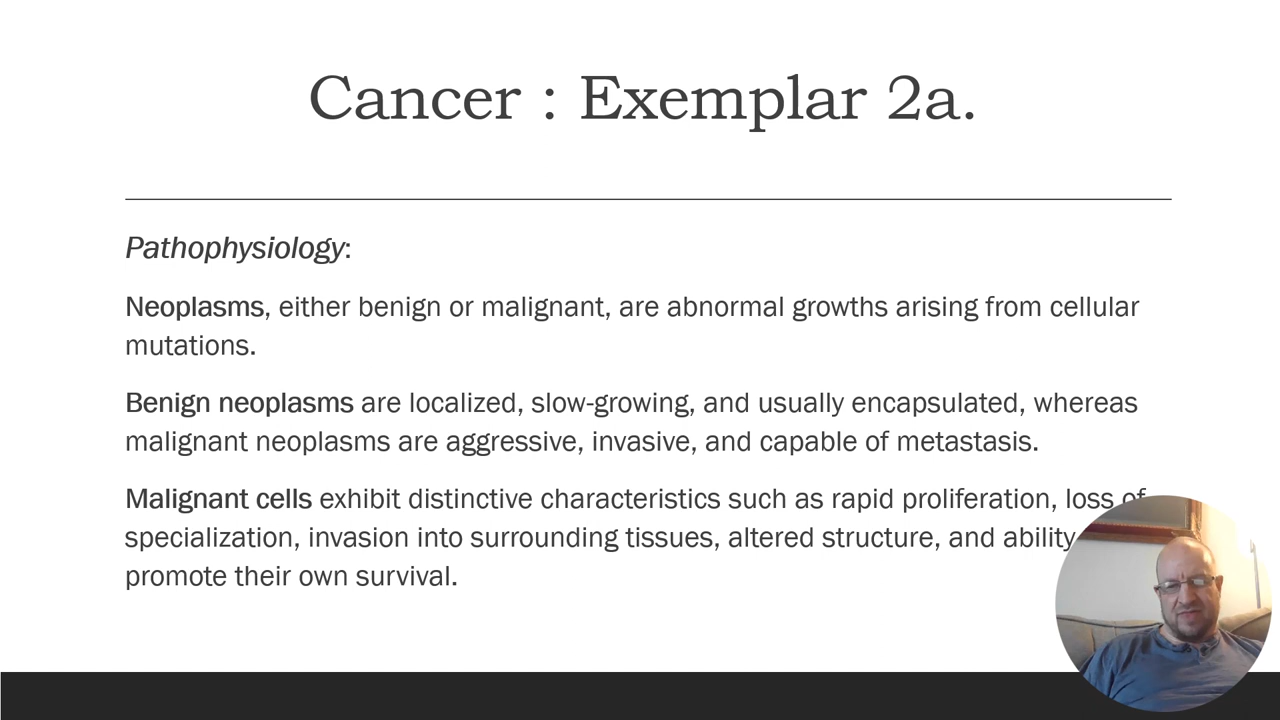 Cancer : Exemplar 2a.
Pathophysiology:
Neoplasms, either benign or malignant, are abnormal growths arising from cellular
mutations.
Benign neoplasms are localized, slow-growing, and usually encapsulated, whereas
malignant neoplasms are aggressive, invasive, and capable of metastasis.
Malignant cells exhibit distinctive characteristics such as rapid proliferation, loss of
specialization, invasion into surrounding tissues, altered structure, and ability
promote their own survival.